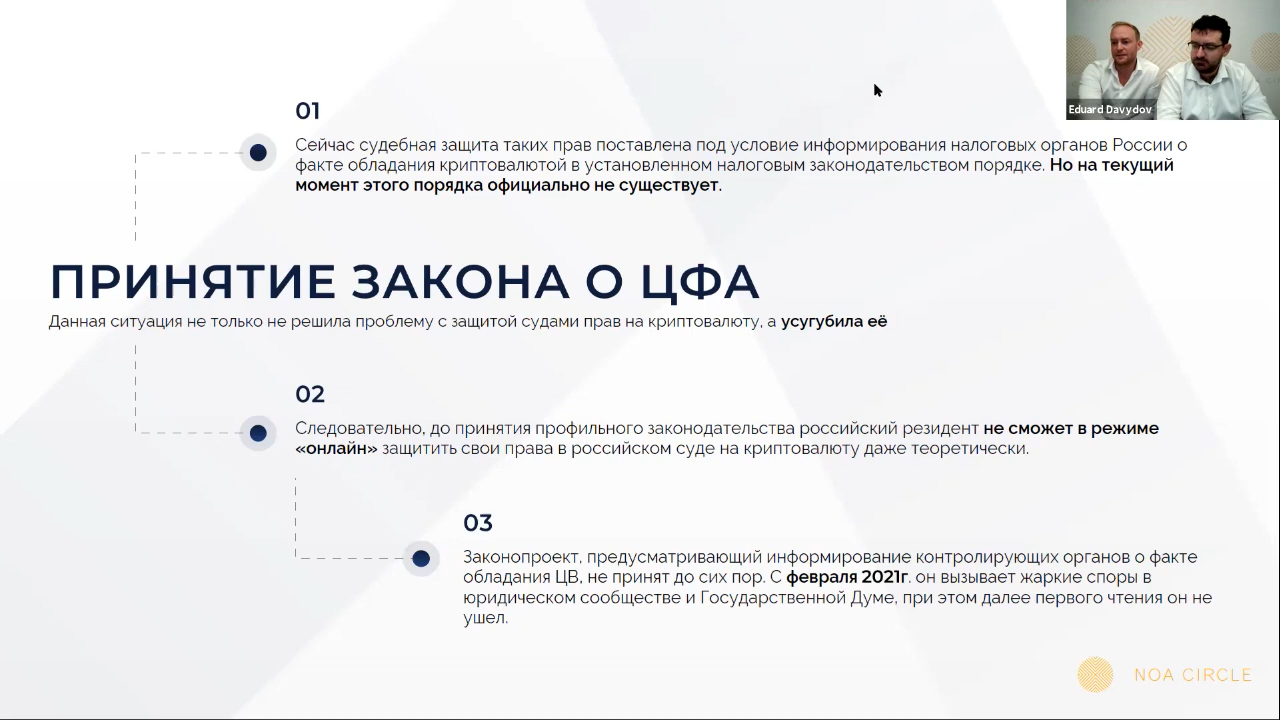 Eduard Davydov
01
Сейчас судебная защита таких прав поставлена под условие информирования налоговых органов России о
факте обладания криптовалютой в установленном налоговым законодательством порядке. Но на текущий
момент этого порядка официально не существует.
ПРИНЯТИЕ ЗАКОНА О ЦФА
Данная ситуация не только не решила проблему с защитой судами прав на криптовалюту, а усугубила её
02
Следовательно, до принятия профильного законодательства российский резидент не сможет в режиме
«онлайн» защитить свои права в российском суде на криптовалюту даже теоретически.
03
Законопроект, предусматривающий информирование контролирующих органов о факте
обладания ЦВ, не принят до сих пор. С февраля 2021г. он вызывает жаркие споры в
юридическом сообществе и Государственной Думе, при этом далее первого чтения он не
ушел.
NOA CIRCLE